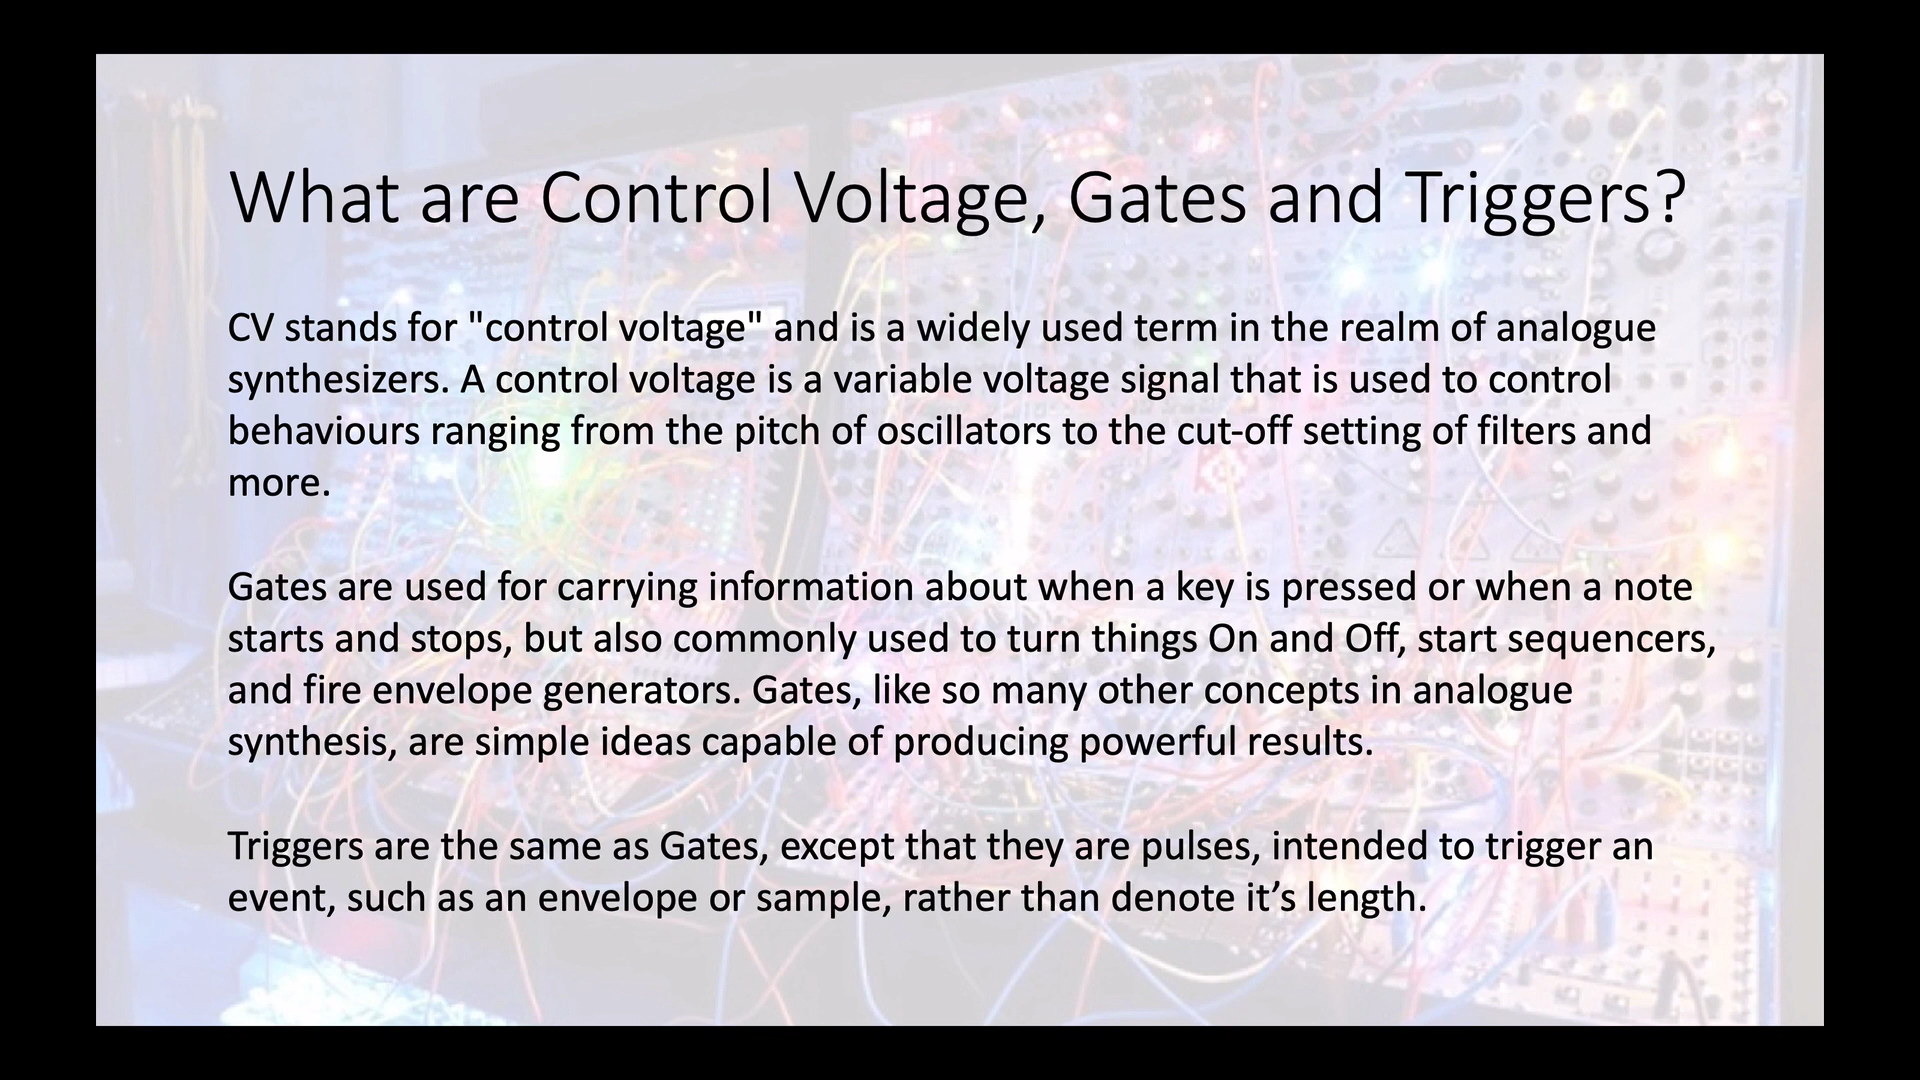 What are Control Voltage, Gates and Triggers?
CV stands for "control voltage" and is a widely used term in the realm of analogue
synthesizers. A control voltage is a variable voltage signal that is used to control
behaviours ranging from the pitch of oscillators to the cut-off setting of filters and
more.
Gates are used for carrying information about when a key is pressed or when a note
starts and stops, but also commonly used to turn things On and Off, start sequencers,
and fire envelope generators. Gates, like so many other concepts in analogue
synthesis, are simple ideas capable of producing powerful results.
Triggers are the same as Gates, except that they are pulses, intended to trigger an
event, such as an envelope or sample, rather than denote it’s length.